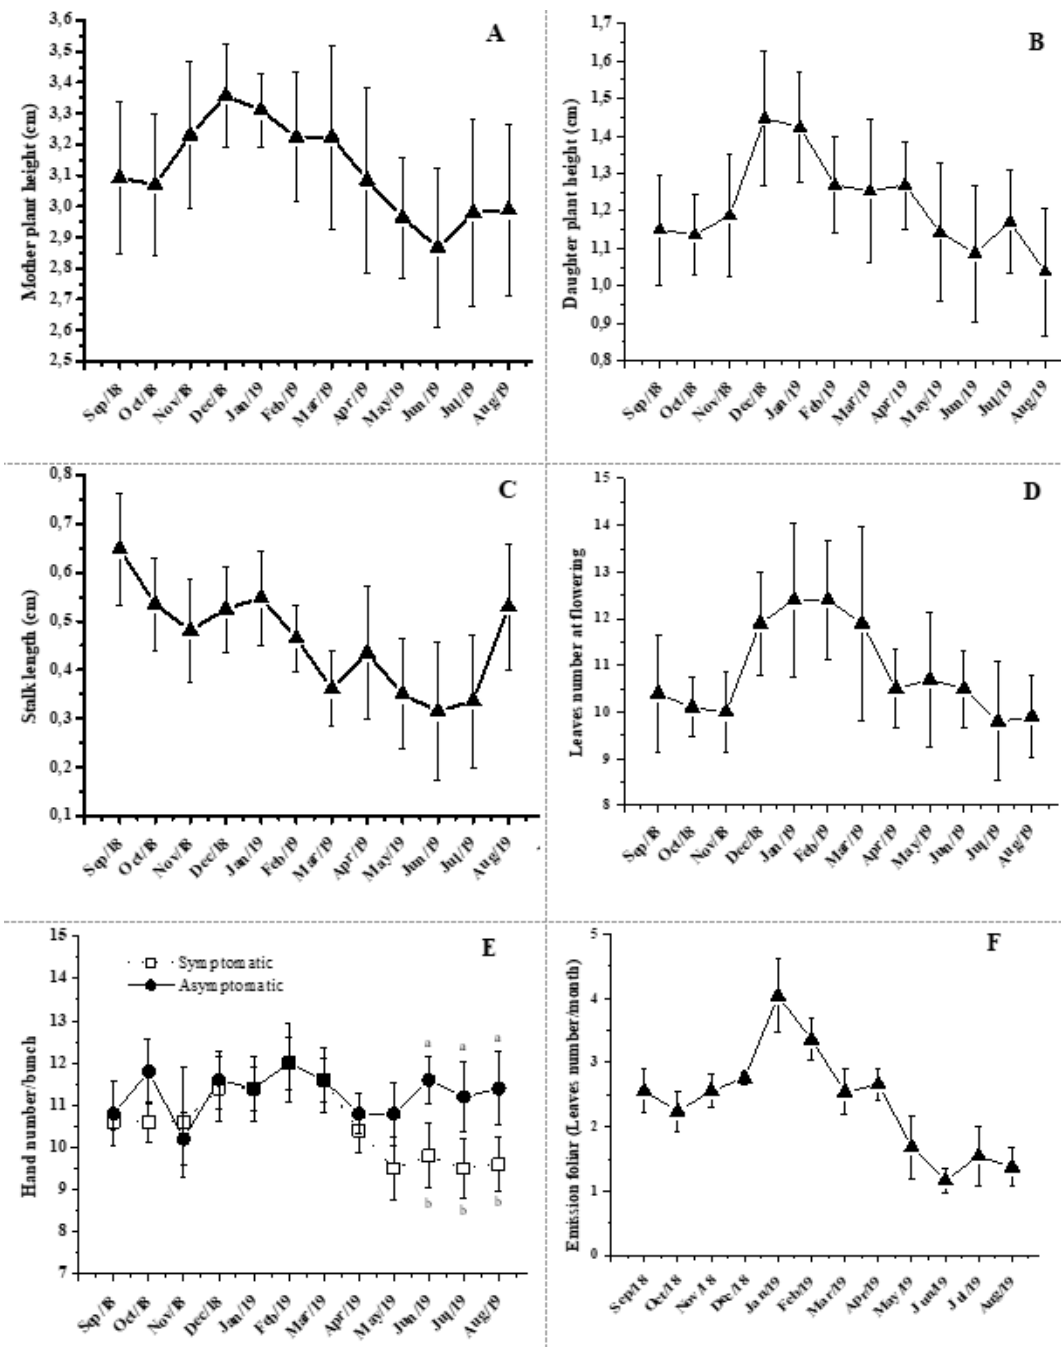 A
Mother plant height (cm)
3,6
3,5
3,4
3,3
3,2
3,1
3,0
2,9
2,8
2,7
2,6
2,5
Sep/18 Oct/18 Nov/18 Dec/18 Jan/19 Feb/19 Mar/19 Apr/19 May/19 Jun/19 Jul/19 Aug/19
B
Daughter plant height (cm)
1,7
1,6
1,5
1,4
1,3
1,2
1,1
1,0
0,9
0,8
Sep/18 Oct/18 Nov/18 Dec/18 Jan/19 Feb/19 Mar/19 Apr/19 May/19 Jun/19 Jul/19 Aug/19
C
Stalk length (cm)
0,8
0,7
0,6
0,5
0,4
0,3
0,2
0,1
Sep/18 Oct/18 Nov/18 Dec/18 Jan/19 Feb/19 Mar/19 Apr/19 May/19 Jun/19 Jul/19 Aug/19
D
Leaves number at flowering
15
14
13
12
11
10
9
8
Sep/18 Oct/18 Nov/18 Dec/18 Jan/19 Feb/19 Mar/19 Apr/19 May/19 Jun/19 Jul/19 Aug/19
E
Symptomatic
Asymptomatic
Hand number/bunch
15
14
13
12
11
10
9
8
7
a a a
b b b
Sep/18 Oct/18 Nov/18 Dec/18 Jan/19 Feb/19 Mar/19 Apr/19 May/19 Jun/19 Jul/19 Aug/19
F
Emission foliar (Leaves number/month)
5
4
3
2
1
0
Sep/18 Oct/18 Nov/18 Dec/18 Jan/19 Feb/19 Mar/19 Apr/19 May/19 Jun/19 Jul/19 Aug/19